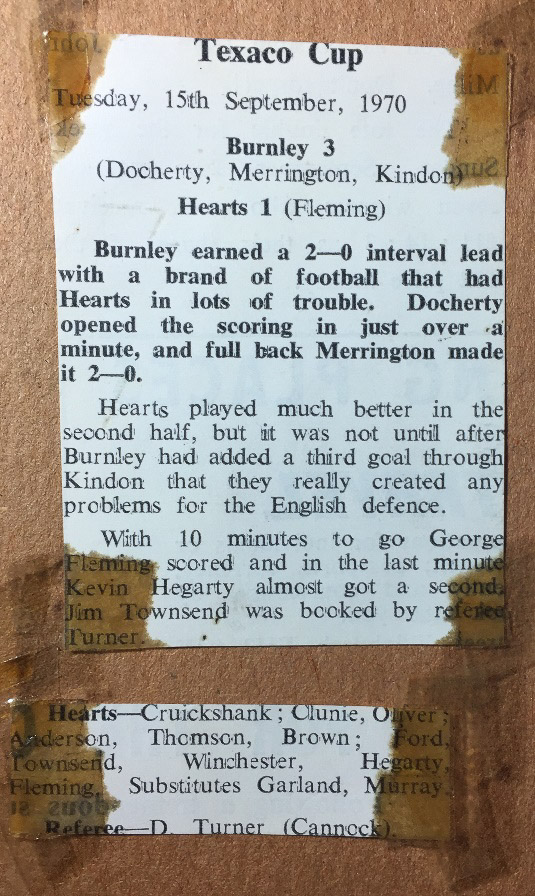 Texaco Cup
Tuesday, 15th September, 1970
Burnley 3
(Docherty, Merrington, Kindon)
Hearts 1 (Fleming)
Burnley earned a 2—0 interval lead
with a brand of football that had
Hearts in lots of trouble. Docherty
opened the scoring in just over a
minute, and full back Merrington made
it 2—0.
Hearts played much better in the
second half, but it was not until after
Burnley had added a third goal through
Kindon that they really created any
problems for the English defence.
With 10 minutes to go George
Fleming scored and in the last minute
Kevin Hegarty almost got a second.
Jim Townsend was booked by referee
Turner.
Hearts—Cruickshank; Clunie, Oliver;
Anderson, Thomson, Brown; Ford,
Townsend, Winchester, Hegarty,
Fleming. Substitutes Garland, Murray.
Referee—D. Turner (Cannock).